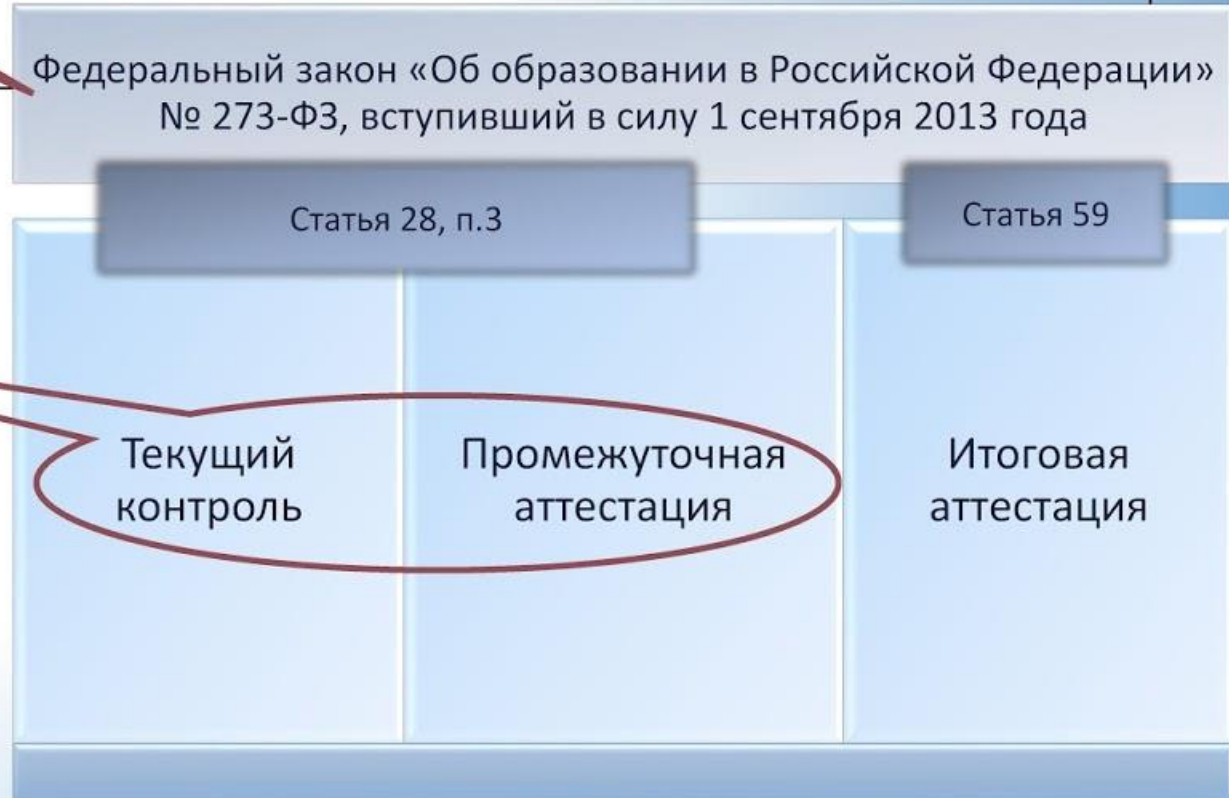 Федеральный закон «Об образовании в Российской Федерации»
№ 273-ФЗ, вступивший в силу 1 сентября 2013 года
Статья 28, п.3
Статья 59
Текущий
контроль
Промежуточная
аттестация
Итоговая
аттестация